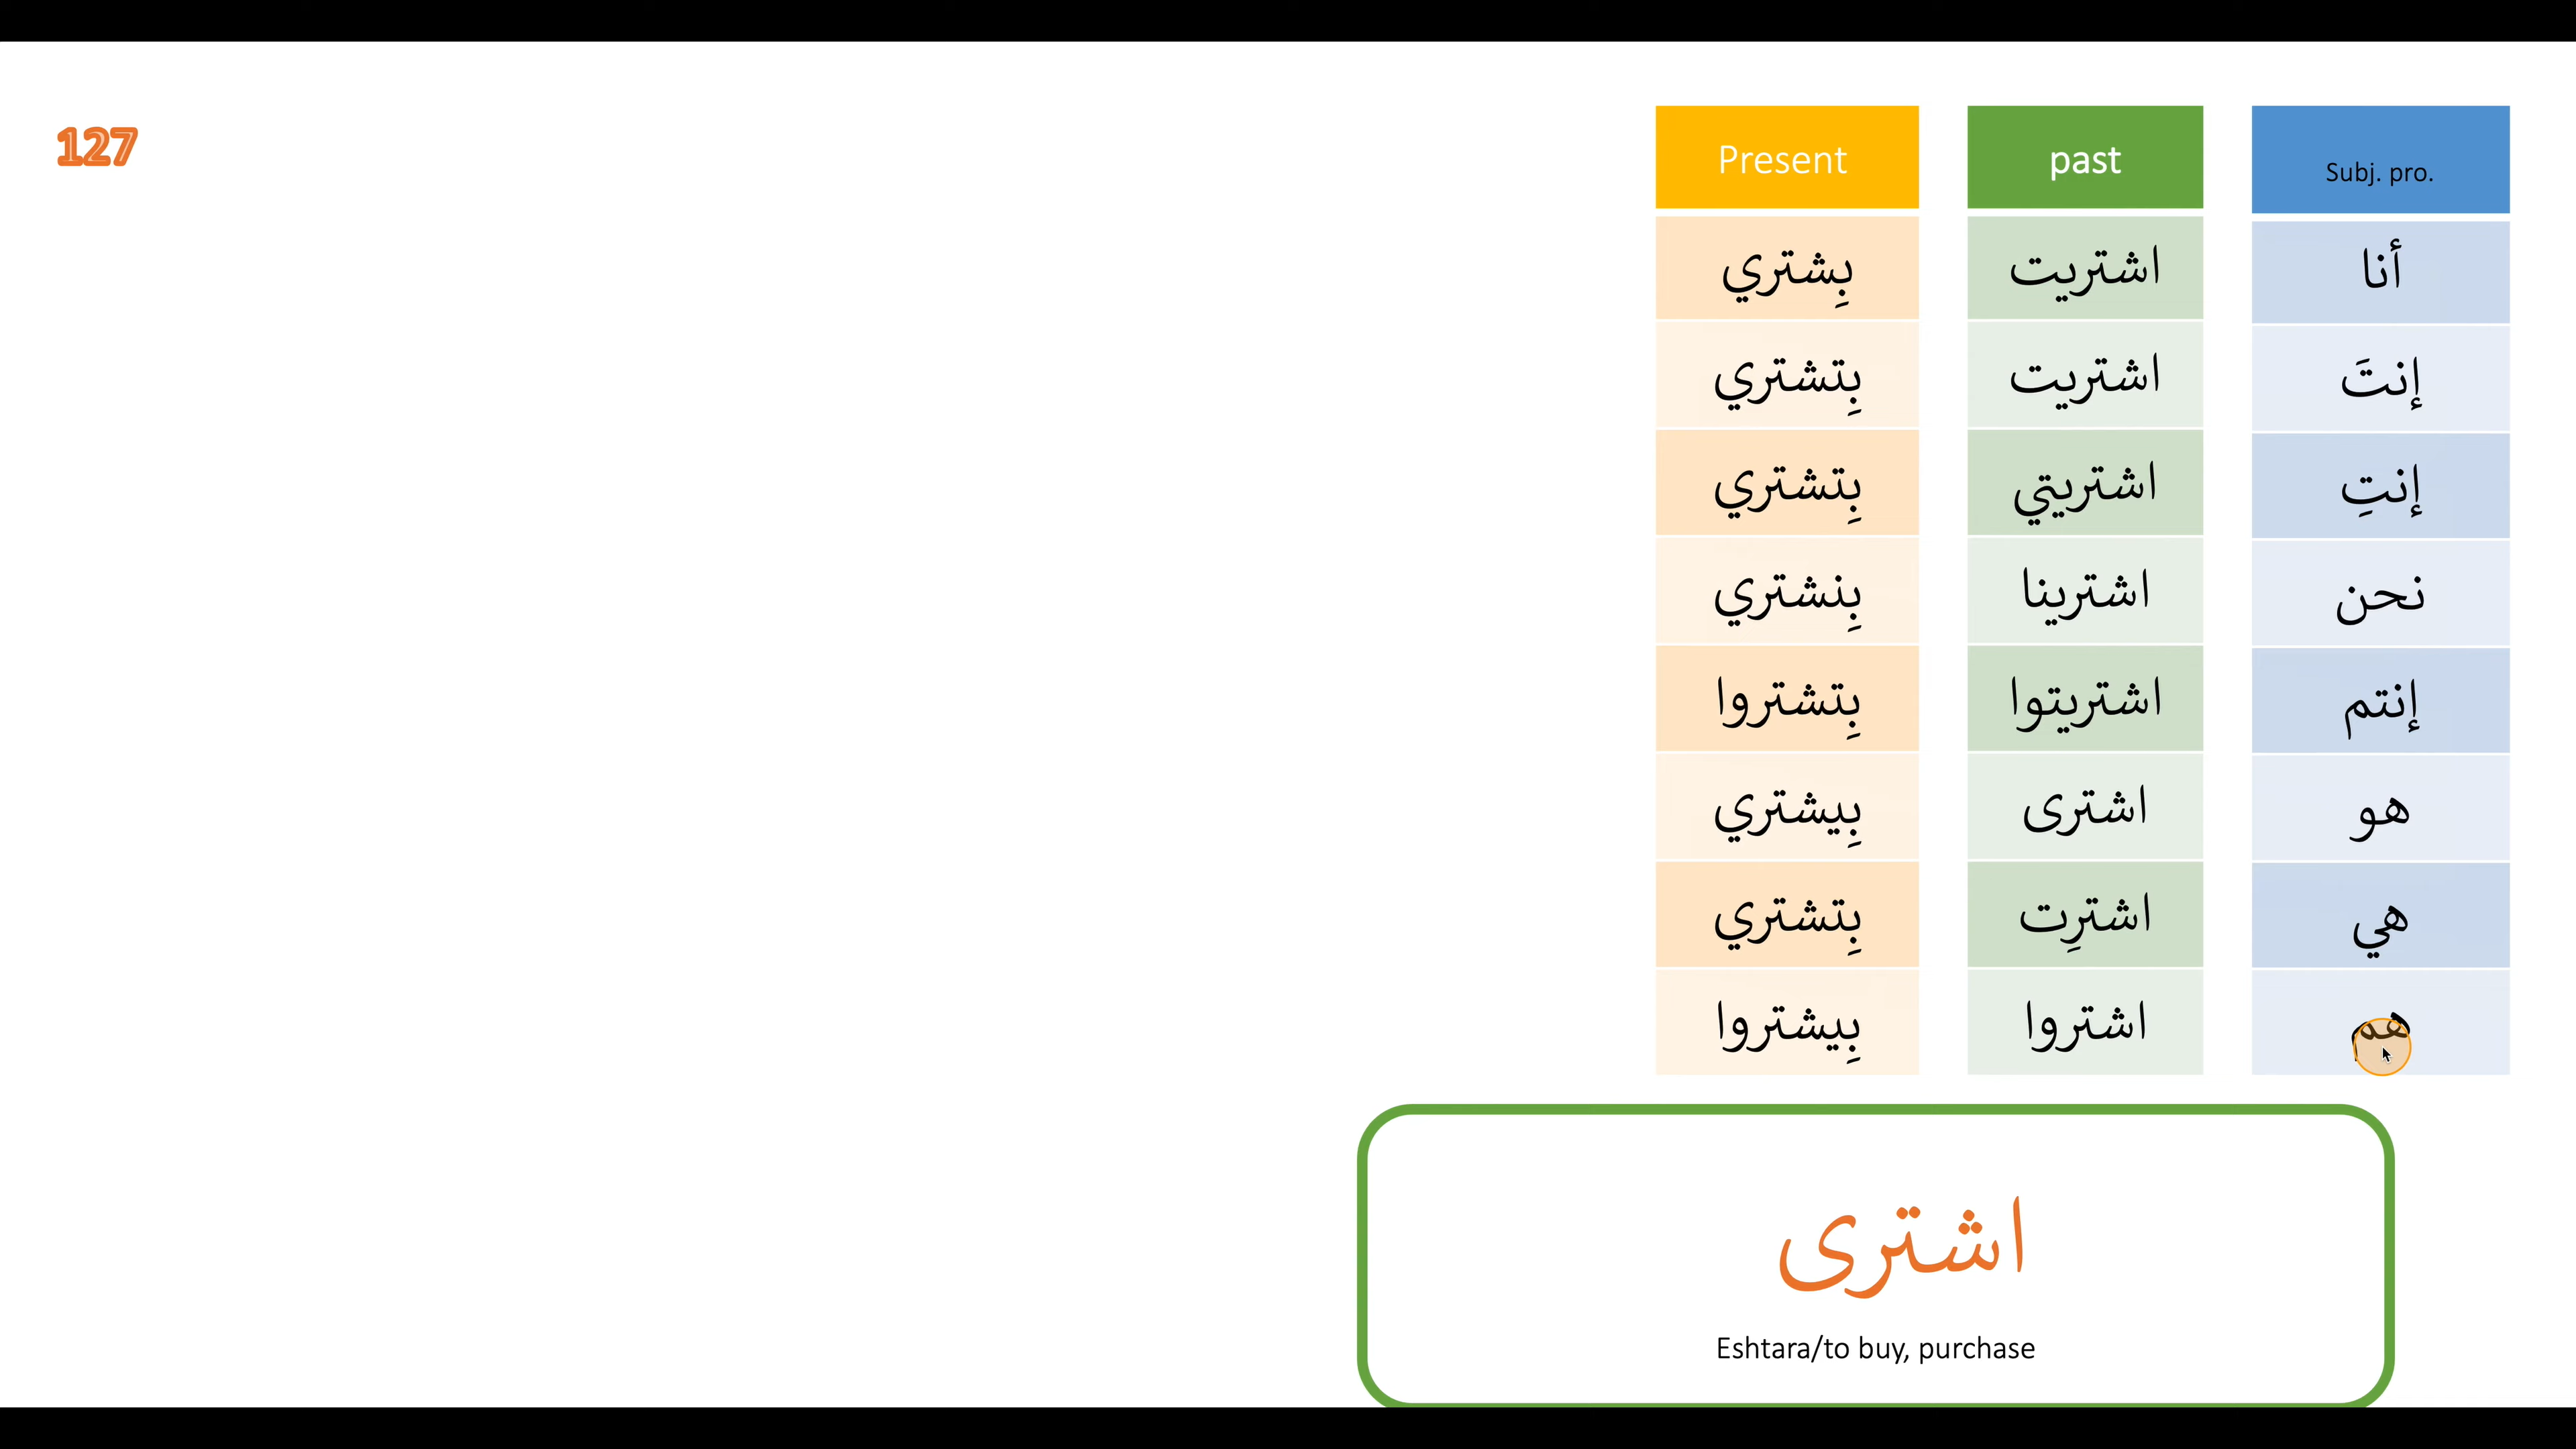 127
Subj. pro. past Present
أنا اشتريت بِشتري
إنتَ اشتريت بِتشتري
إنتِ اشتريتي بِتشتري
نحن اشترينا بِنشتري
إنتم اشتريتوا بِتشتروا
هو اشترى بِيشتري
هي اشترِت بِتشتري
هم اشتروا بِيشتروا
اشترى
Eshtara/to buy, purchase